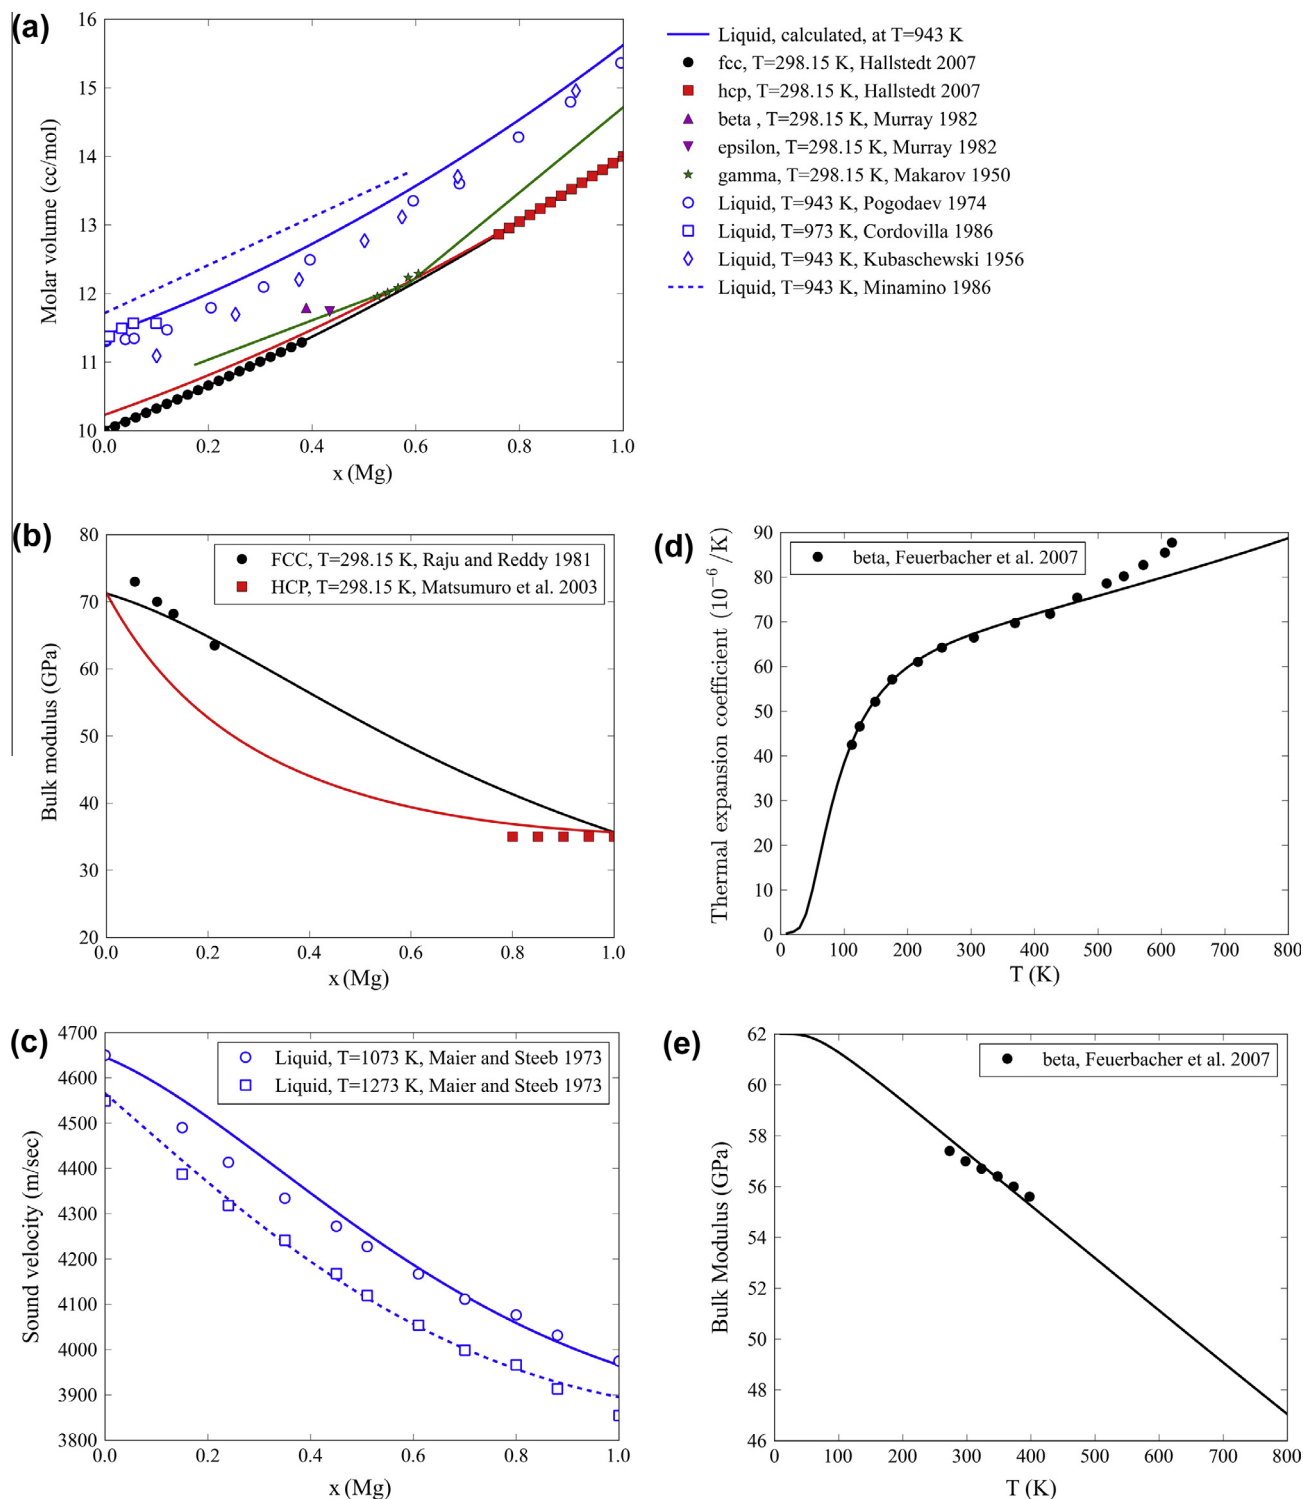 (a)
16
15
14
13
12
11
10
Molar volume (cc/mol)
0.0
0.2
0.4
0.6
0.8
1.0
x (Mg)
Liquid, calculated, at T=943 K
fcc, T=298.15 K, Hallstedt 2007
hcp, T=298.15 K, Hallstedt 2007
beta , T=298.15 K, Murray 1982
epsilon, T=298.15 K, Murray 1982
gamma, T=298.15 K, Makarov 1950
Liquid, T=943 K, Pogodaev 1974
Liquid, T=973 K, Cordovilla 1986
Liquid, T=943 K, Kubaschewski 1956
Liquid, T=943 K, Minamino 1986
(b)
80
70
60
50
40
30
20
Bulk modulus (GPa)
FCC, T=298.15 K, Raju and Reddy 1981
HCP, T=298.15 K, Matsumuro et al. 2003
0.0
0.2
0.4
0.6
0.8
1.0
x (Mg)
(d)
90
80
70
60
50
40
30
20
10
0
Thermal expansion coefficient (10⁻⁶ /K)
beta, Feuerbacher et al. 2007
0
100
200
300
400
500
600
700
800
T (K)
(c)
4700
4600
4500
4400
4300
4200
4100
4000
3900
3800
Sound velocity (m/sec)
Liquid, T=1073 K, Maier and Steeb 1973
Liquid, T=1273 K, Maier and Steeb 1973
0.0
0.2
0.4
0.6
0.8
1.0
x (Mg)
(e)
62
60
58
56
54
52
50
48
46
Bulk Modulus (GPa)
beta, Feuerbacher et al. 2007
0
100
200
300
400
500
600
700
800
T (K)